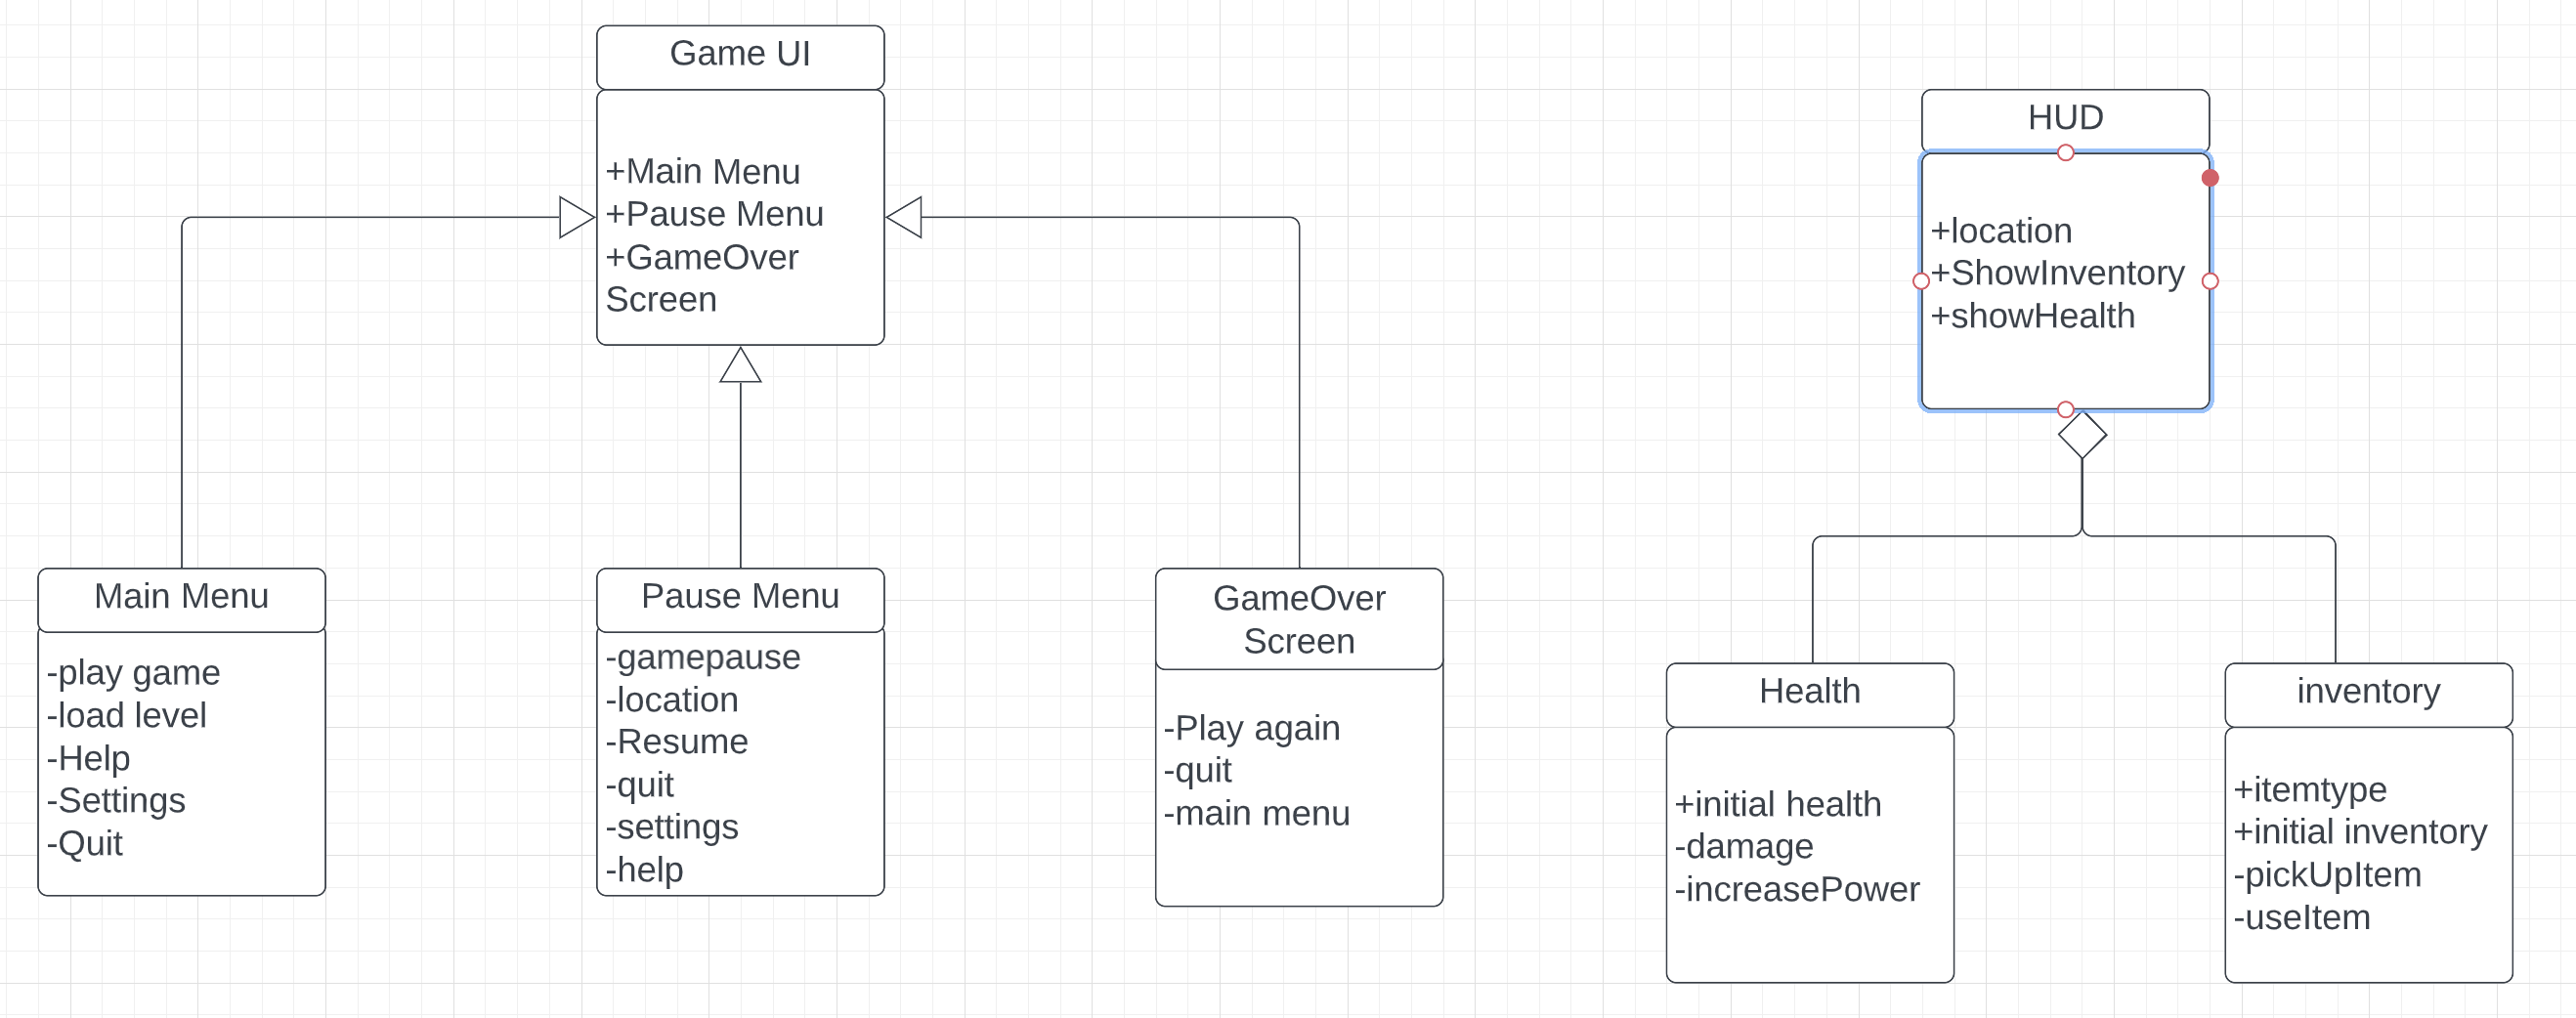 Game UI
+Main Menu
+Pause Menu
+GameOver
Screen
HUD
+location
+ShowInventory
+showHealth
Main Menu
-play game
-load level
-Help
-Settings
-Quit
Pause Menu
-gamepause
-location
-Resume
-quit
-settings
-help
GameOver
Screen
-Play again
-quit
-main menu
Health
+initial health
-damage
-increasePower
inventory
+itemtype
+initial inventory
-pickUpItem
-useItem